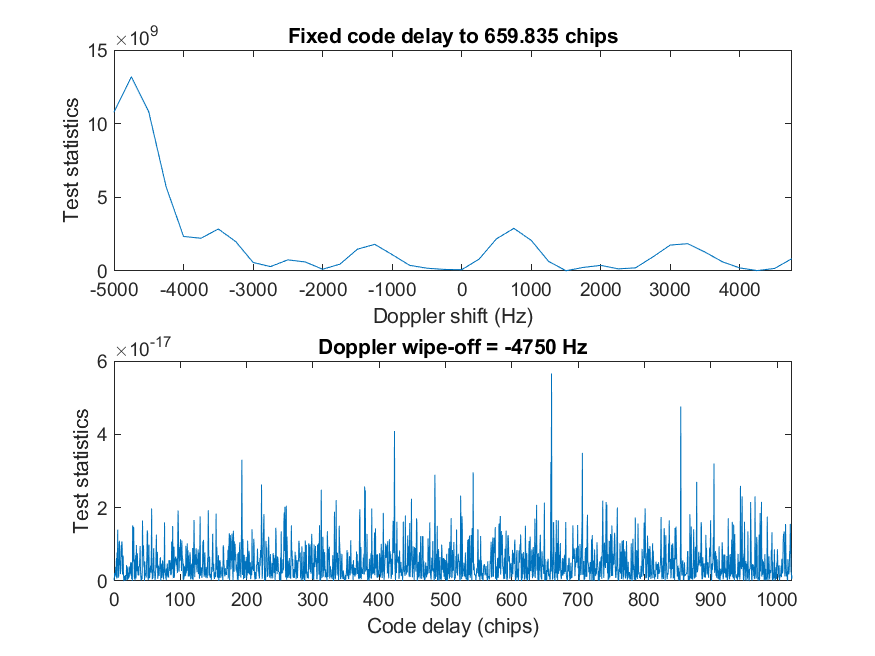 Fixed code delay to 659.835 chips
×10^9
15
10
5
0
Test statistics
-5000 -4000 -3000 -2000 -1000 0 1000 2000 3000 4000
Doppler shift (Hz)
Doppler wipe-off = -4750 Hz
×10^-17
6
4
2
0
Test statistics
0 100 200 300 400 500 600 700 800 900 1000
Code delay (chips)